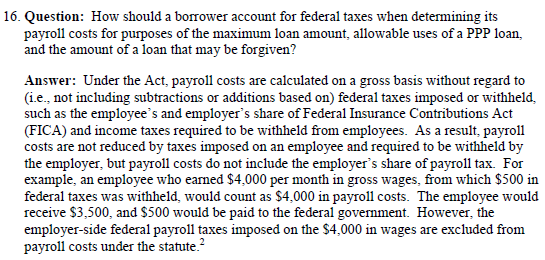 16. Question: How should a borrower account for federal taxes when determining its
payroll costs for purposes of the maximum loan amount, allowable uses of a PPP loan,
and the amount of a loan that may be forgiven?
Answer: Under the Act, payroll costs are calculated on a gross basis without regard to
(i.e., not including subtractions or additions based on) federal taxes imposed or withheld,
such as the employee's and employer's share of Federal Insurance Contributions Act
(FICA) and income taxes required to be withheld from employees. As a result, payroll
costs are not reduced by taxes imposed on an employee and required to be withheld by
the employer, but payroll costs do not include the employer's share of payroll tax. For
example, an employee who earned $4,000 per month in gross wages, from which $500 in
federal taxes was withheld, would count as $4,000 in payroll costs. The employee would
receive $3,500, and $500 would be paid to the federal government. However, the
employer-side federal payroll taxes imposed on the $4,000 in wages are excluded from
payroll costs under the statute.2